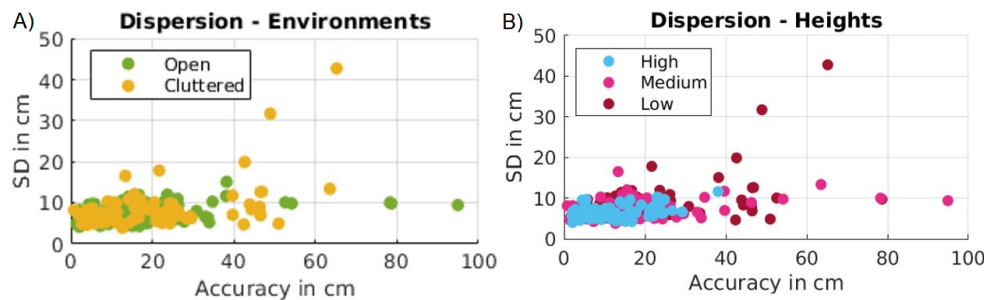 A)
Dispersion - Environments
50
40
30
20
10
0
SD in cm
Open
Cluttered
0 20 40 60 80 100
Accuracy in cm
B)
Dispersion - Heights
50
40
30
20
10
0
SD in cm
High
Medium
Low
0 20 40 60 80 100
Accuracy in cm